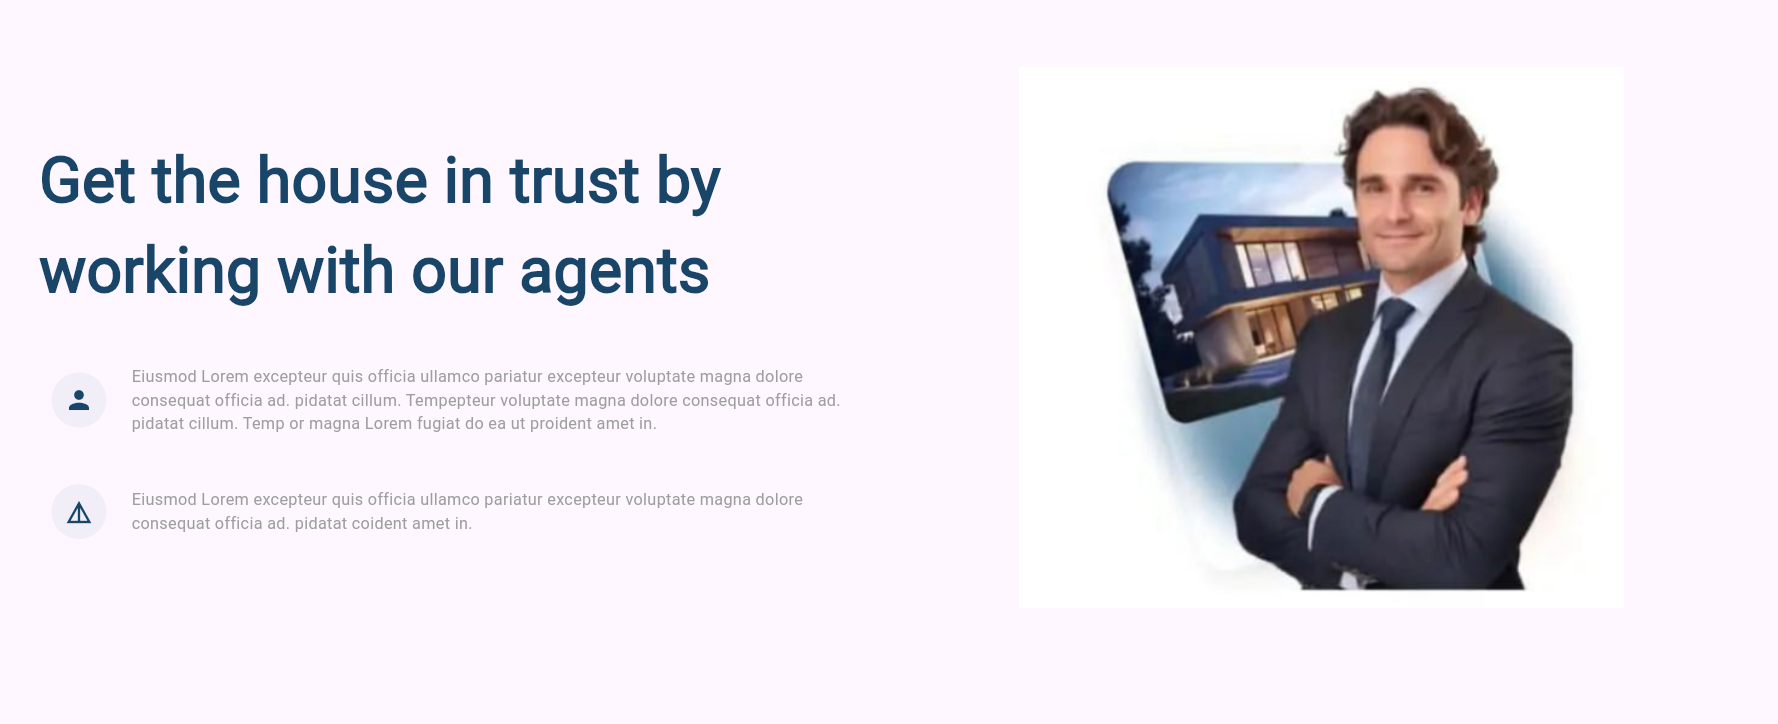 Get the house in trust by
working with our agents
Eiusmod Lorem excepteur quis officia ullamco pariatur excepteur voluptate magna dolore
consequat officia ad. pidatat cillum. Tempepteur voluptate magna dolore consequat officia ad.
pidatat cillum. Temp or magna Lorem fugiat do ea ut proident amet in.
Eiusmod Lorem excepteur quis officia ullamco pariatur excepteur voluptate magna dolore
consequat officia ad. pidatat coident amet in.